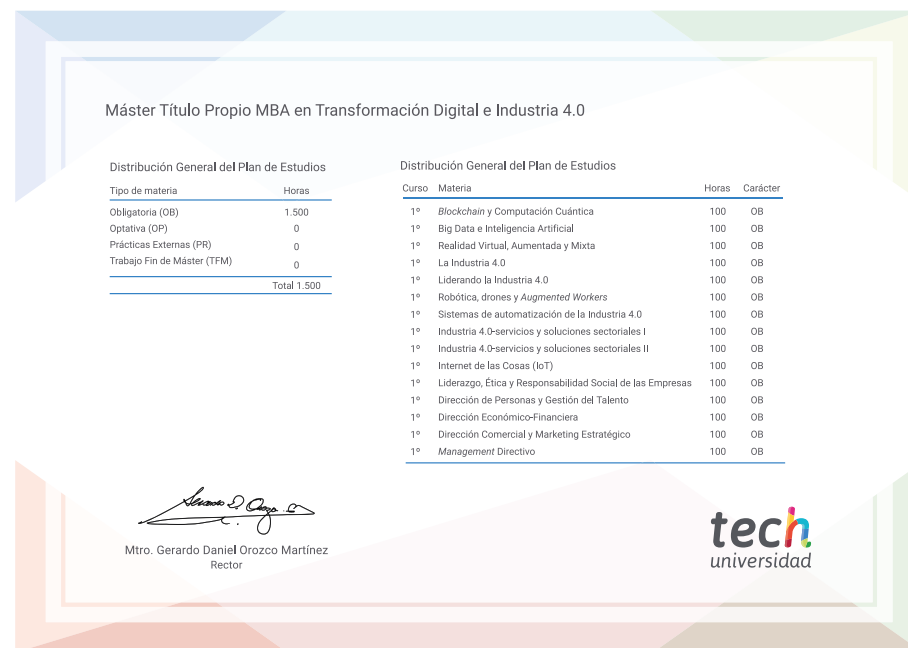 Máster Título Propio MBA en Transformación Digital e Industria 4.0
Distribución General del Plan de Estudios
Tipo de materia Horas
Obligatoria (OB) 1.500
Optativa (OP) 0
Prácticas Externas (PR) 0
Trabajo Fin de Máster (TFM) 0
Total 1.500
Distribución General del Plan de Estudios
Curso Materia Horas Carácter
1º Blockchain y Computación Cuántica 100 OB
1º Big Data e Inteligencia Artificial 100 OB
1º Realidad Virtual, Aumentada y Mixta 100 OB
1º La Industria 4.0 100 OB
1º Liderando la Industria 4.0 100 OB
1º Robótica, drones y Augmented Workers 100 OB
1º Sistemas de automatización de la Industria 4.0 100 OB
1º Industria 4.0-servicios y soluciones sectoriales I 100 OB
1º Industria 4.0-servicios y soluciones sectoriales II 100 OB
1º Internet de las Cosas (IoT) 100 OB
1º Liderazgo, Ética y Responsabilidad Social de las Empresas 100 OB
1º Dirección de Personas y Gestión del Talento 100 OB
1º Dirección Económico-Financiera 100 OB
1º Dirección Comercial y Marketing Estratégico 100 OB
1º Management Directivo 100 OB
Mtro. Gerardo Daniel Orozco Martínez
Rector
tech
universidad